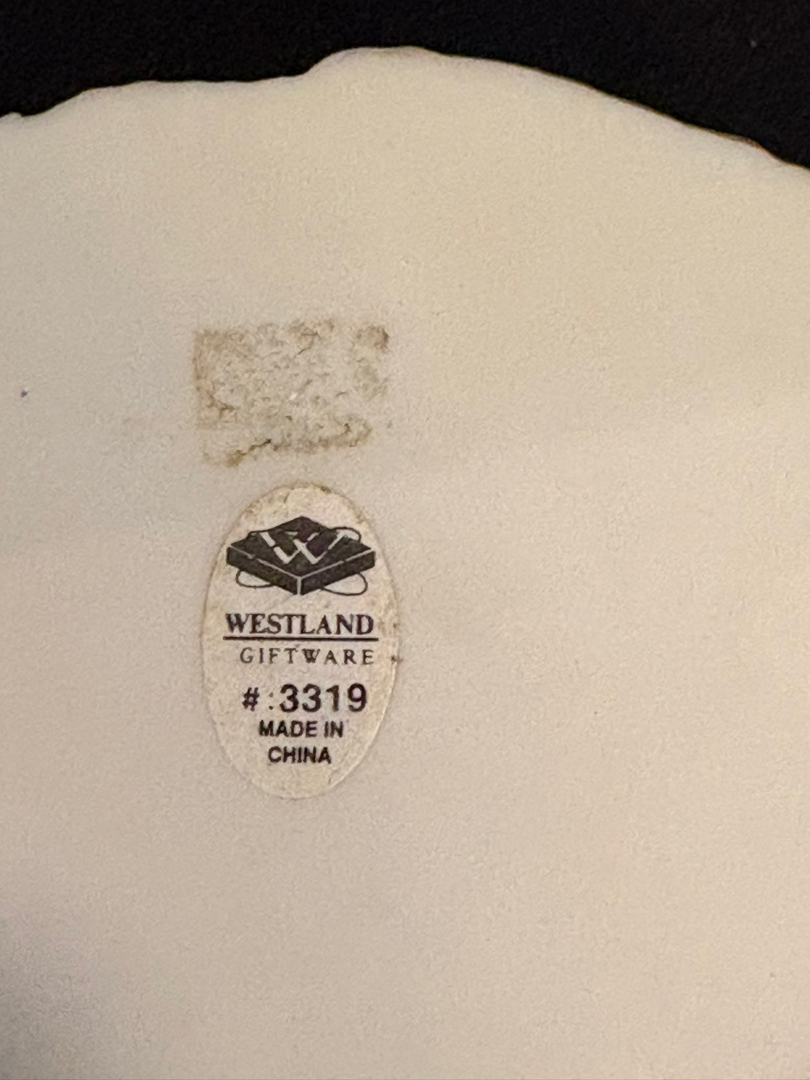 W
WESTLAND
GIFTWARE
#:3319
MADE IN
CHINA